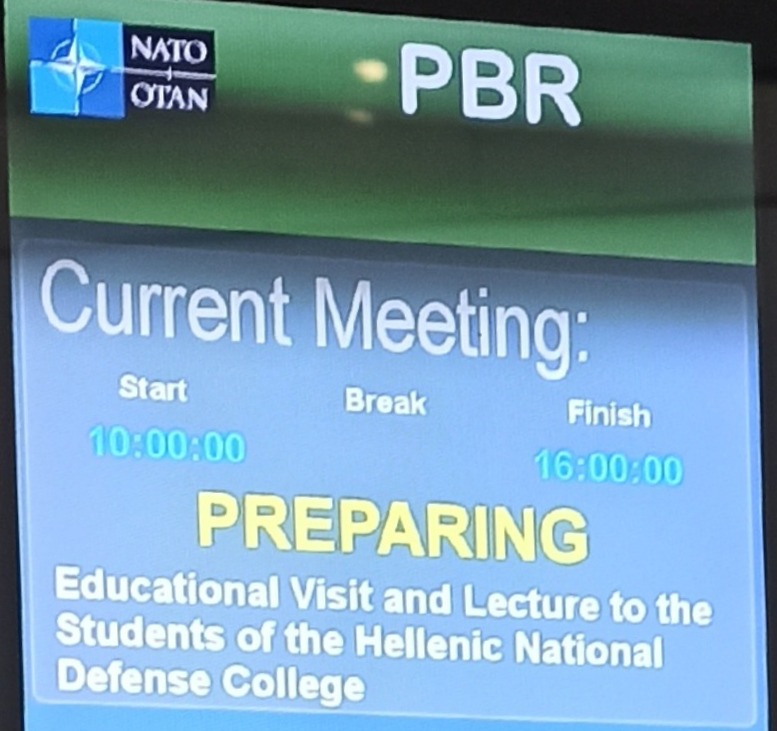 NATO
OTAN
PBR
Current Meeting:
Start Break Finish
10:00:00 16:00:00
PREPARING
Educational Visit and Lecture to the
Students of the Hellenic National
Defense College